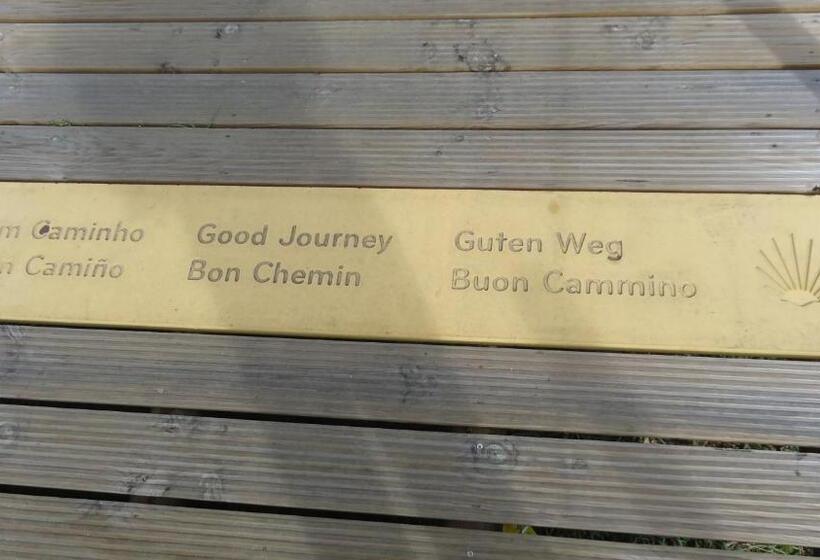 Caminho
Camiño
Good Journey
Bon Chemin
Guten Weg
Buon Cammino